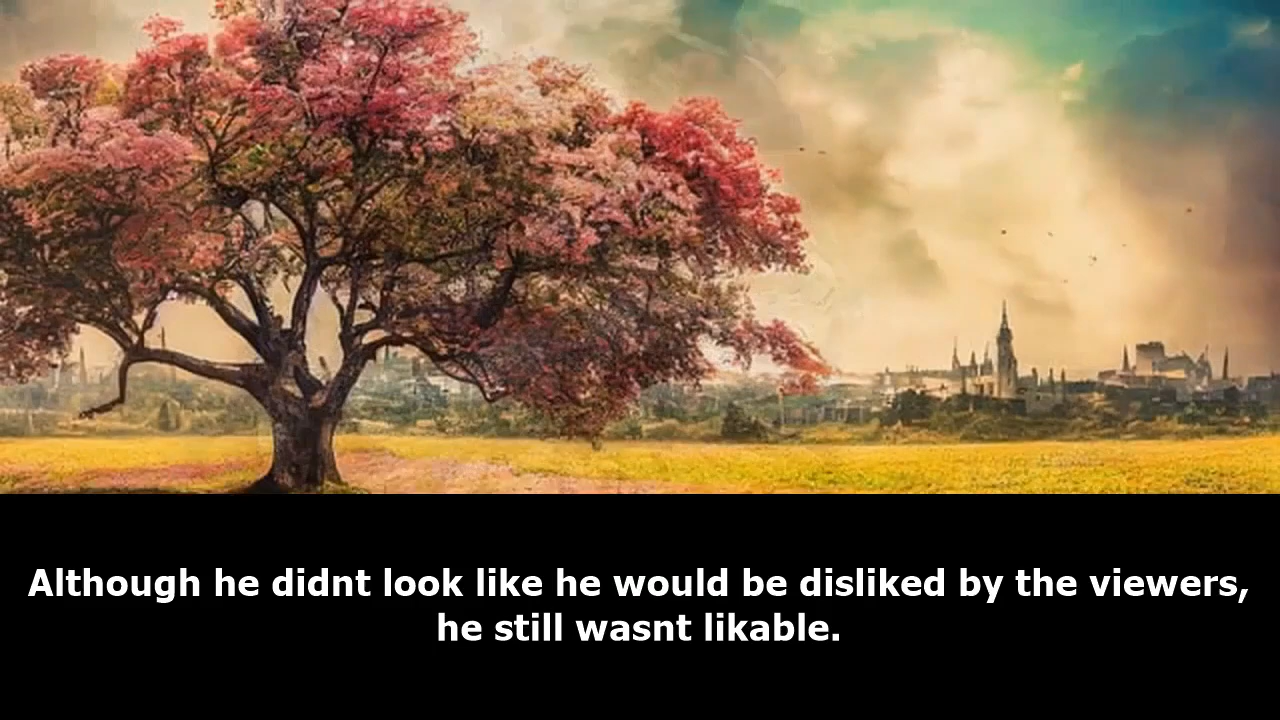 Although he didnt look like he would be disliked by the viewers,
he still wasnt likable.